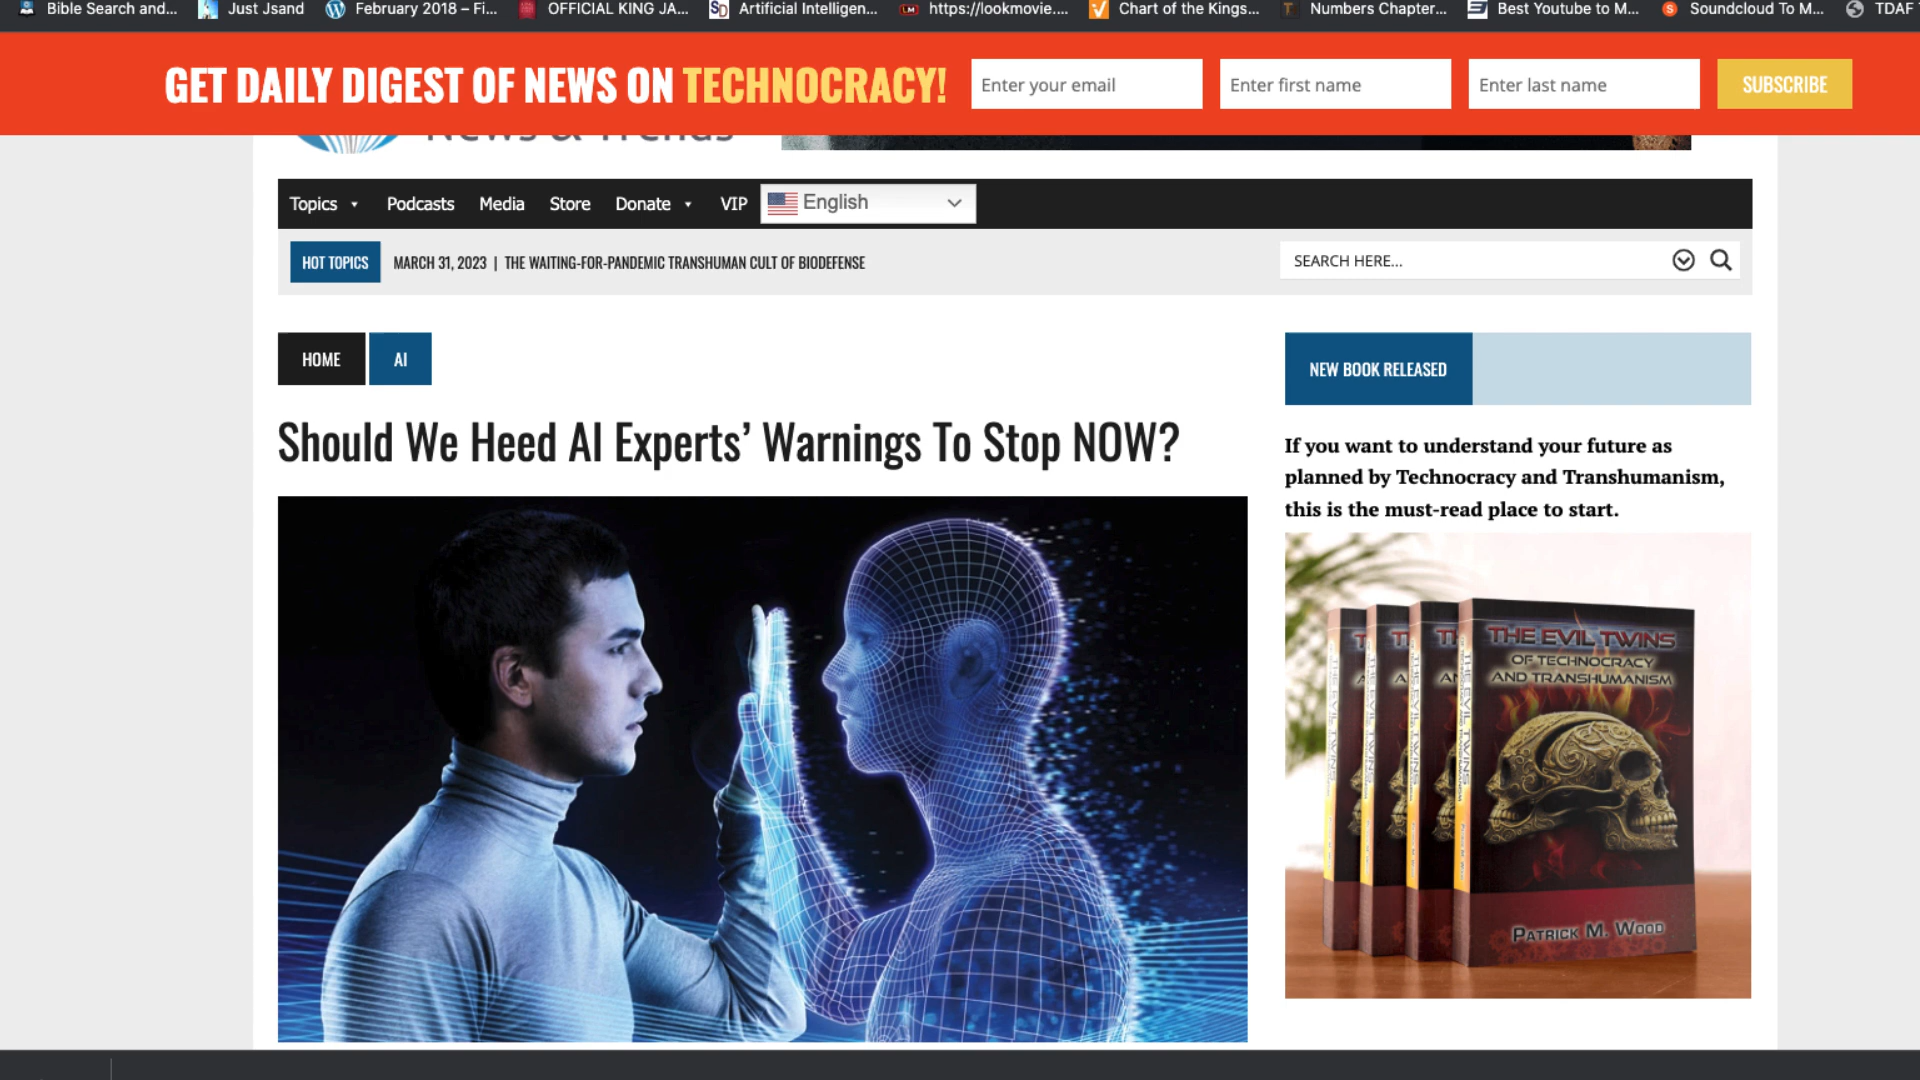 Bible Search and...
Just Jsand
February 2018 – Fi...
OFFICIAL KING JA...
Artificial Intelligen...
https://lookmovie....
Chart of the Kings...
Numbers Chapter...
Best Youtube to M...
Soundcloud To M...
TDAF
GET DAILY DIGEST OF NEWS ON TECHNOCRACY!
Enter your email
Enter first name
Enter last name
SUBSCRIBE
News & Trends
Topics
Podcasts
Media
Store
Donate
VIP
English
HOT TOPICS
MARCH 31, 2023 | THE WAITING-FOR-PANDEMIC TRANSHUMAN CULT OF BIODEFENSE
SEARCH HERE...
HOME
AI
NEW BOOK RELEASED
Should We Heed AI Experts’ Warnings To Stop NOW?
If you want to understand your future as
planned by Technocracy and Transhumanism,
this is the must-read place to start.
THE EVIL TWINS
OF TECHNOCRACY
AND TRANSHUMANISM
THE EVIL TWINS
PATRICK M. WOOD